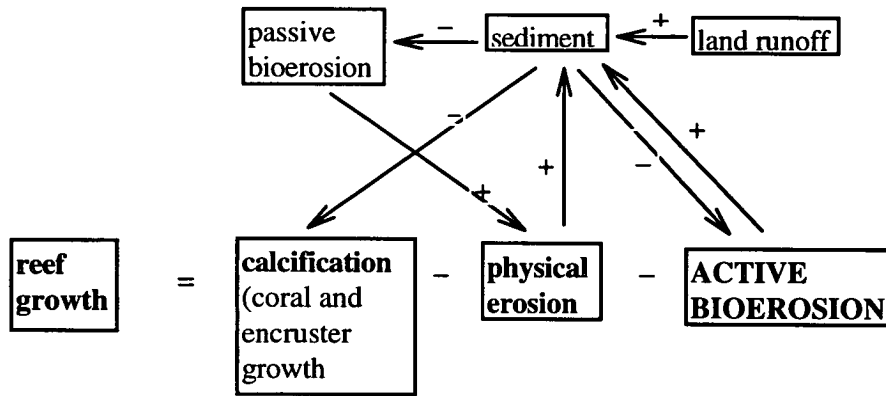 passive
bioerosion
-
sediment
+
land runoff
-
+
+
-
+
reef
growth
=
calcification
(coral and
encruster
growth
-
physical
erosion
-
ACTIVE
BIOEROSION